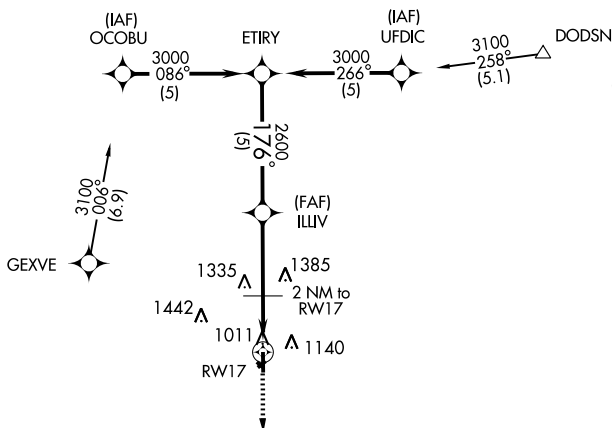 (IAF)
OCOBU
ETIRY
(IAF)
UFDIC
DODSN
3000
086°
(5)
3000
266°
(5)
3100
258°
(5.1)
2600
176°
(5)
3100
006°
(6.9)
GEXVE
(FAF)
ILLIV
1335
1385
2 NM to
RW17
1442
1011
1140
RW17